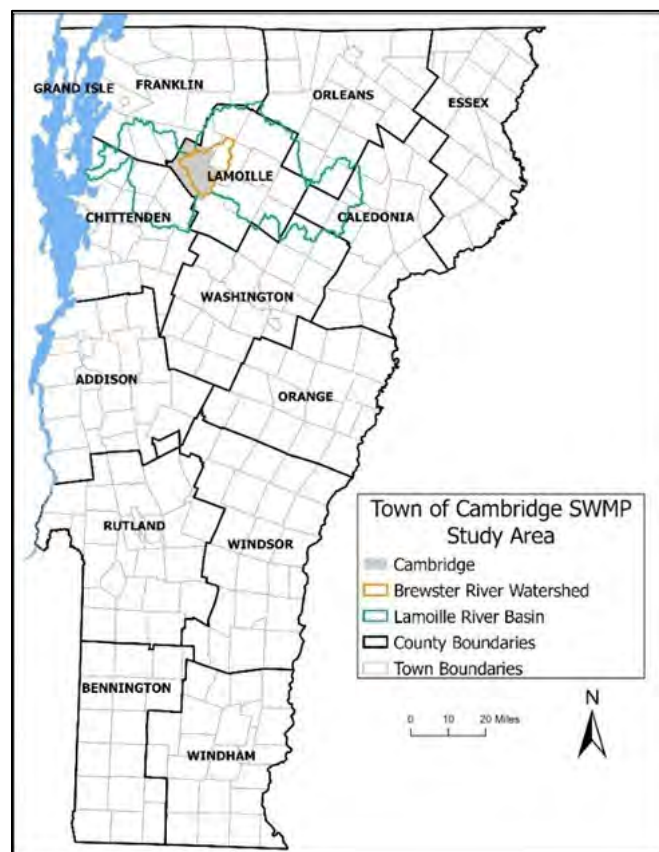 FRANKLIN
ORLEANS
GRAND ISLE
ESSEX
LAMOILLE
CHITTENDEN
CALEDONIA
WASHINGTON
ADDISON
ORANGE
RUTLAND
WINDSOR
BENNINGTON
WINDHAM
Town of Cambridge SWMP
Study Area
Cambridge
Brewster River Watershed
Lamoille River Basin
County Boundaries
Town Boundaries
N
0 10 20 Miles